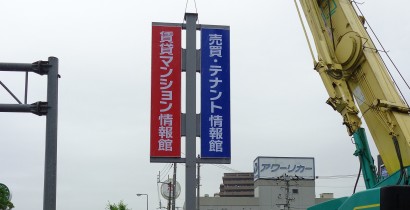 賃貸マンション情報館
売買・テナント情報館
アワーリカー